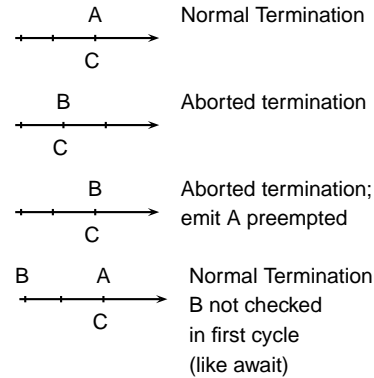 A
Normal Termination
C
B
Aborted termination
C
B
Aborted termination;
emit A preempted
C
B
A
Normal Termination
B not checked
C
in first cycle
(like await)